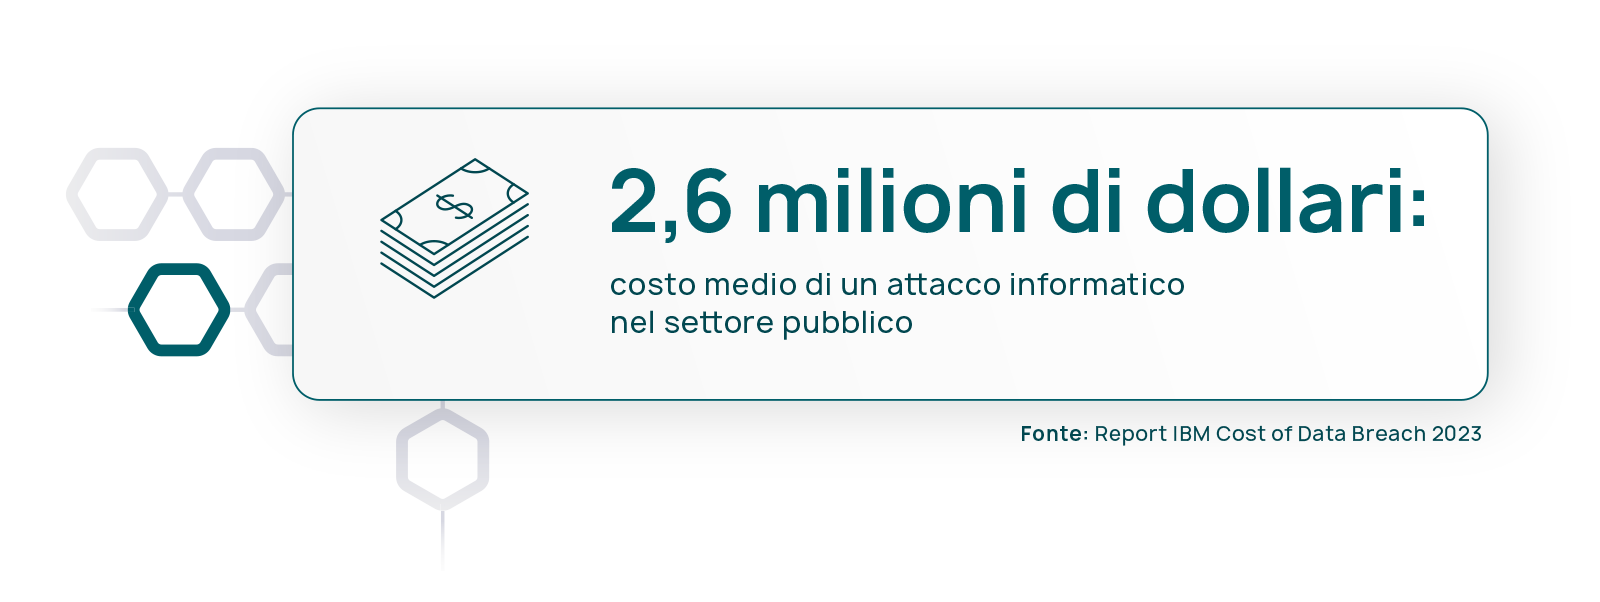 2,6 milioni di dollari:
costo medio di un attacco informatico
nel settore pubblico
Fonte: Report IBM Cost of Data Breach 2023